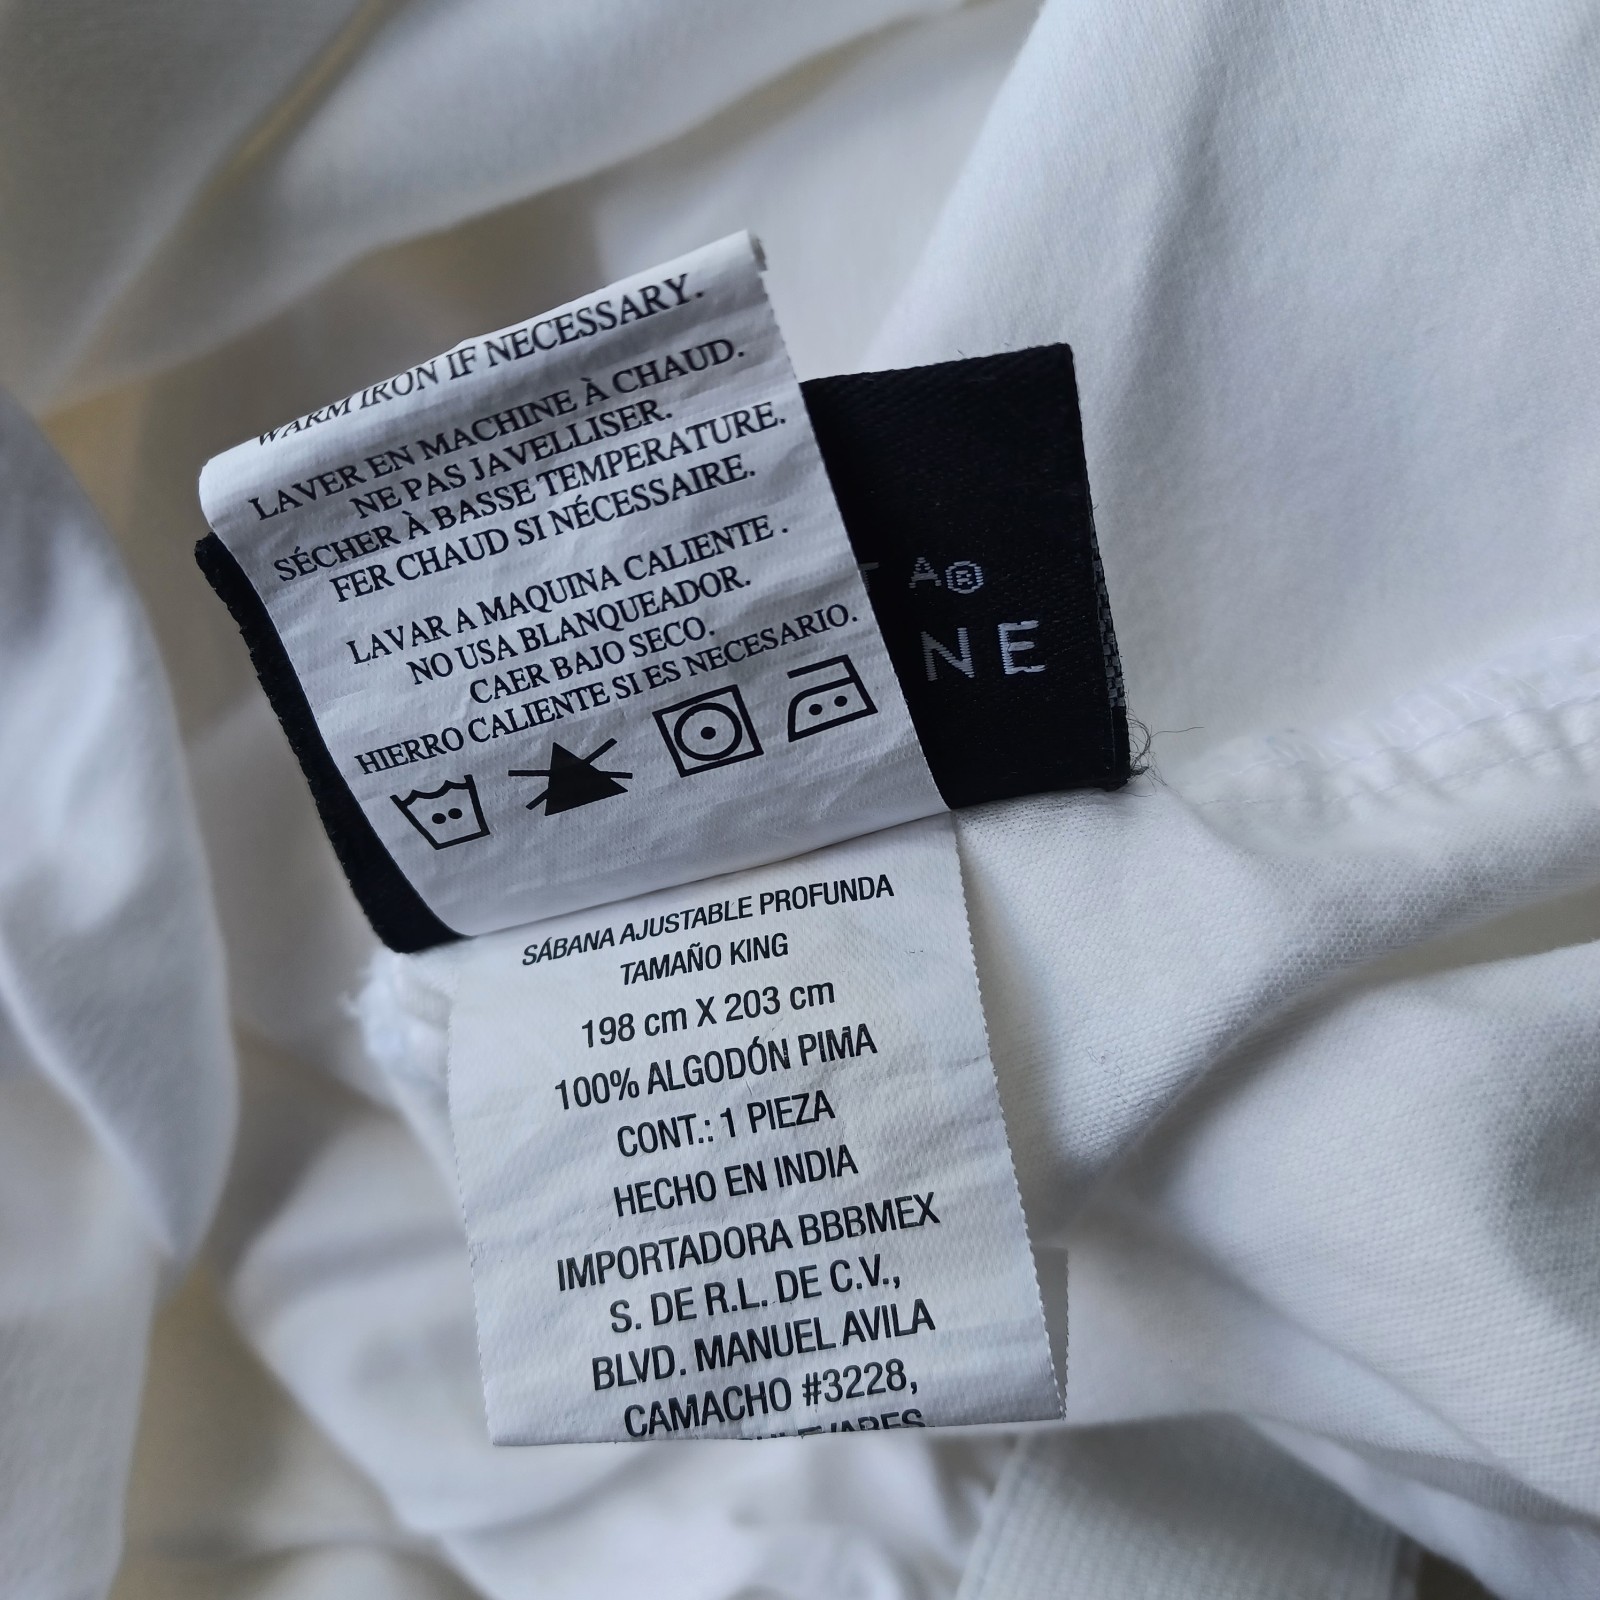 WARM IRON IF NECESSARY.
LAVER EN MACHINE À CHAUD.
NE PAS JAVELLISER.
SÉCHER À BASSE TEMPERATURE.
FER CHAUD SI NÉCESSAIRE.
LAVAR A MAQUINA CALIENTE .
NO USA BLANQUEADOR.
CAER BAJO SECO.
HIERRO CALIENTE SI ES NECESARIO.
A®
NE
SÁBANA AJUSTABLE PROFUNDA
TAMAÑO KING
198 cm X 203 cm
100% ALGODÓN PIMA
CONT.: 1 PIEZA
HECHO EN INDIA
IMPORTADORA BBBMEX
S. DE R.L. DE C.V.,
BLVD. MANUEL AVILA
CAMACHO #3228,